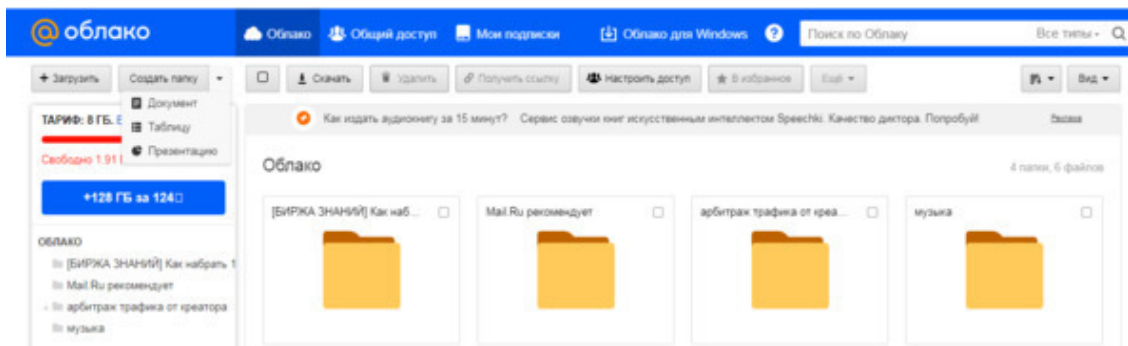 @ облако
Облако Общий доступ Мои подписки Облако для Windows ? Поиск по Облаку Все типы
+ Загрузить Создать папку Скачать Удалить Получить ссылку Настроить доступ В избранное Ещё Вид
Документ
Таблицу
Презентацию
ТАРИФ: 8 ГБ.
Свободно 1.91
+128 ГБ за 124
Как издать аудиокнигу за 15 минут? Сервис озвучки книг искусственным интеллектом Speechki. Качество диктора. Попробуй! Реклама
Облако 4 папки, 6 файлов
[БИРЖА ЗНАНИЙ] Как наб... Mail.Ru рекомендует арбитраж трафика от креа... музыка
ОБЛАКО
[БИРЖА ЗНАНИЙ] Как набрать 1
Mail.Ru рекомендует
арбитраж трафика от креатора
музыка